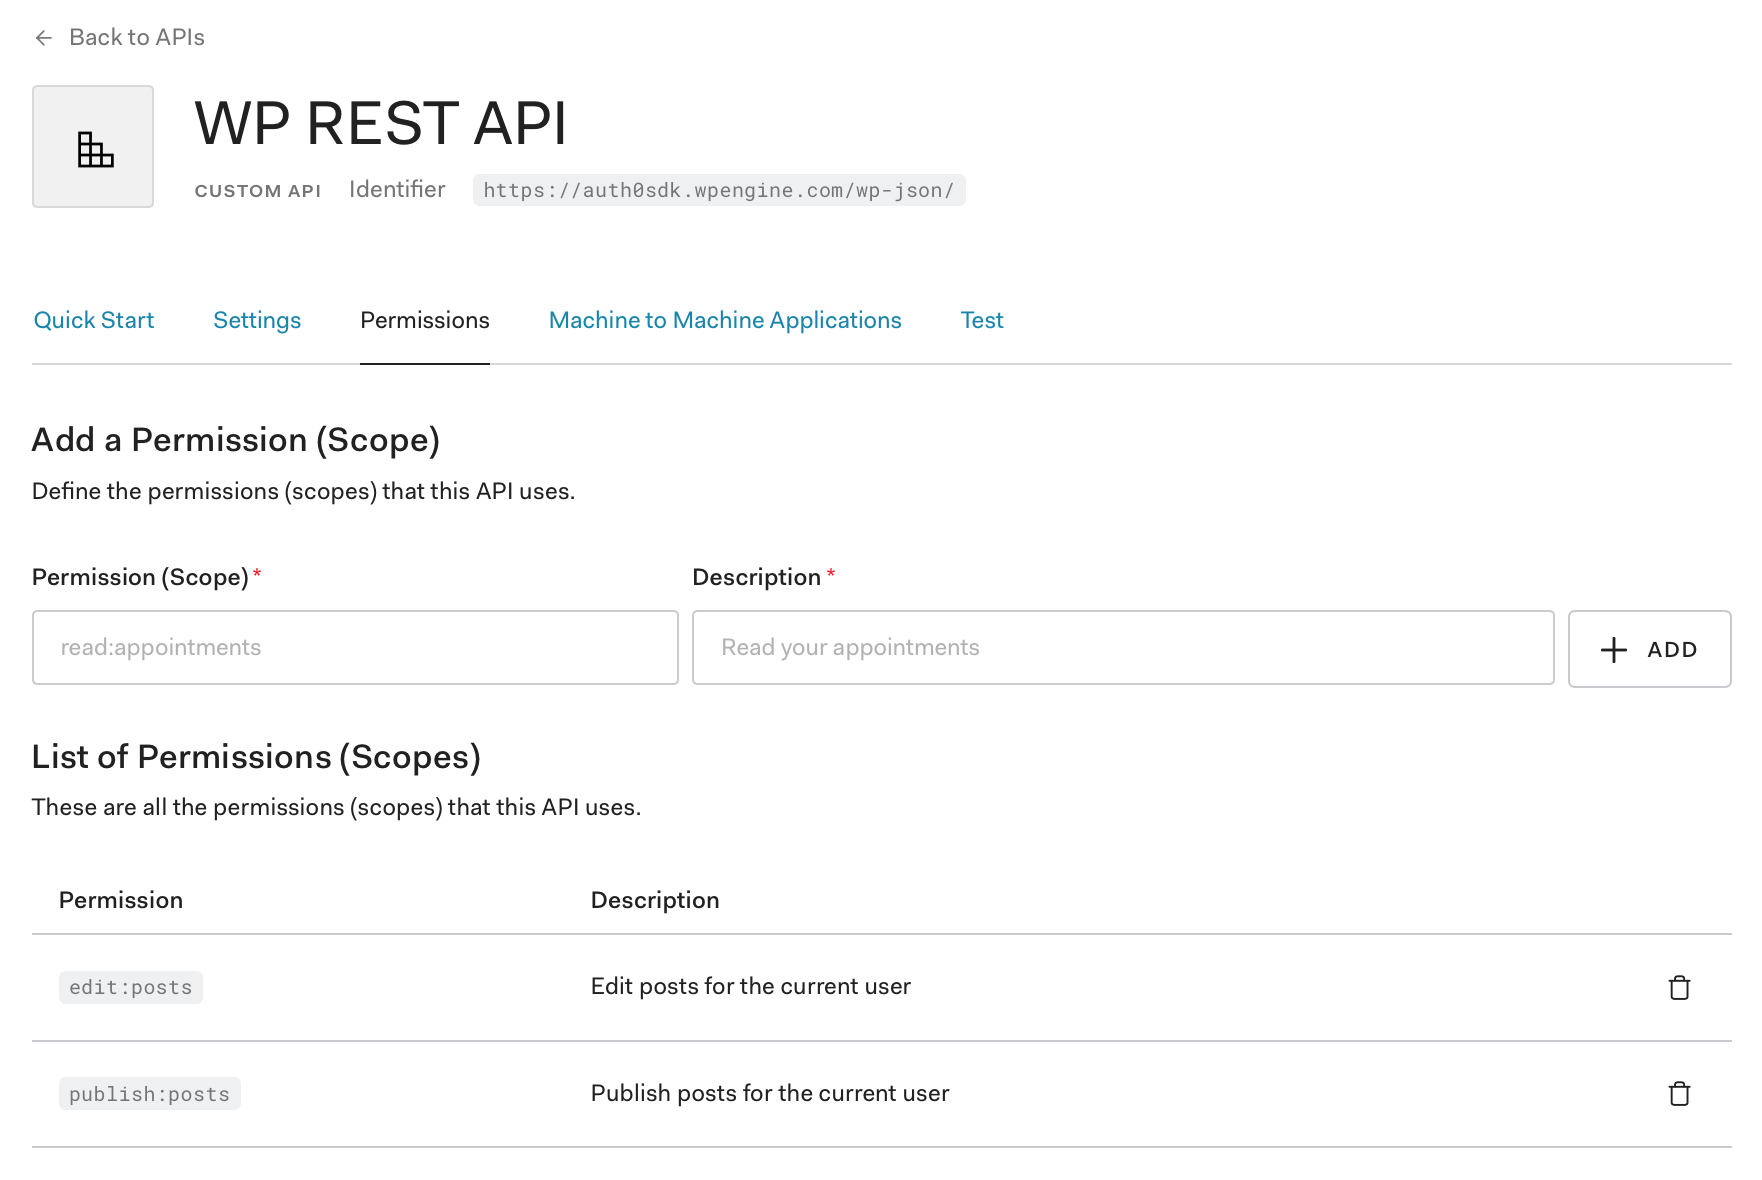 Back to APIs
WP REST API
CUSTOM API Identifier https://auth0sdk.wpengine.com/wp-json/
Quick Start Settings Permissions Machine to Machine Applications Test
Add a Permission (Scope)
Define the permissions (scopes) that this API uses.
Permission (Scope)* Description *
read:appointments Read your appointments ADD
List of Permissions (Scopes)
These are all the permissions (scopes) that this API uses.
Permission Description
edit:posts Edit posts for the current user
publish:posts Publish posts for the current user